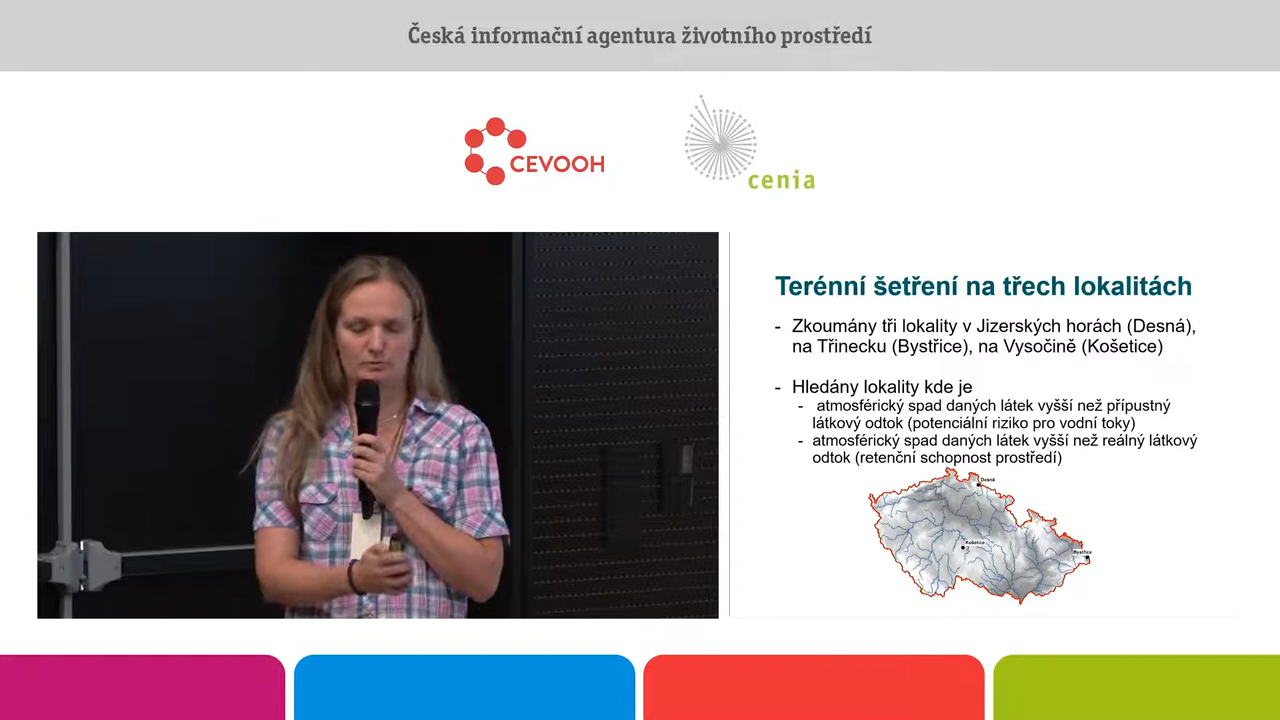 Česká informační agentura životního prostředí
CEVOOH
cenia
Terénní šetření na třech lokalitách
- Zkoumány tři lokality v Jizerských horách (Desná),
na Třinecku (Bystřice), na Vysočině (Košetice)
- Hledány lokality kde je
- atmosférický spad daných látek vyšší než přípustný
látkový odtok (potenciální riziko pro vodní toky)
- atmosférický spad daných látek vyšší než reálný látkový
odtok (retenční schopnost prostředí)
Desná
Košetice
Bystřice